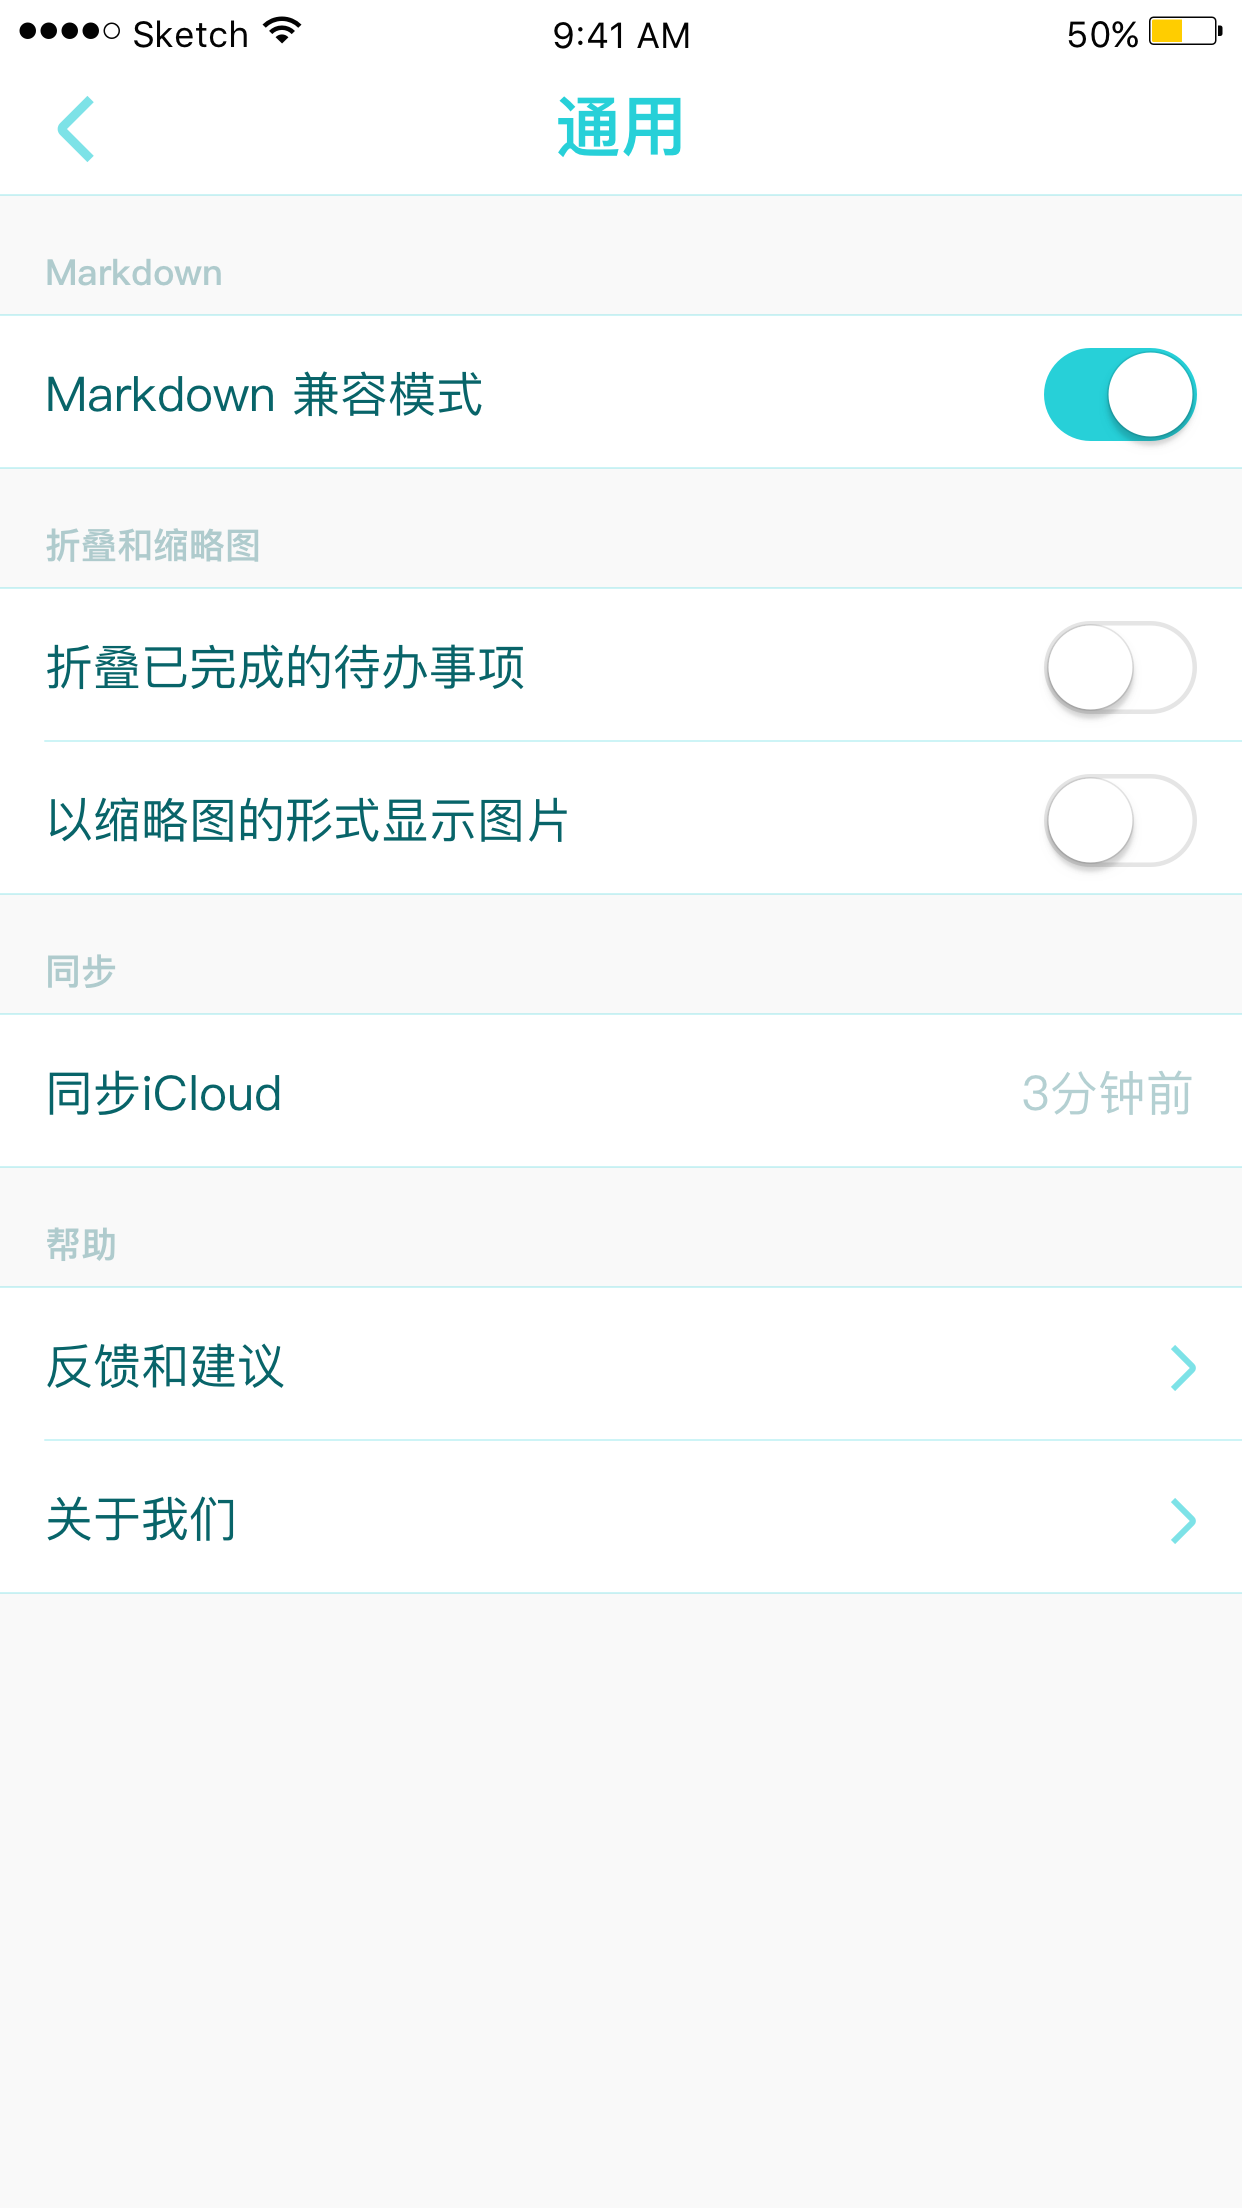 Sketch 9:41 AM 50%
通用
Markdown
Markdown 兼容模式
折叠和缩略图
折叠已完成的待办事项
以缩略图的形式显示图片
同步
同步iCloud 3分钟前
帮助
反馈和建议
关于我们